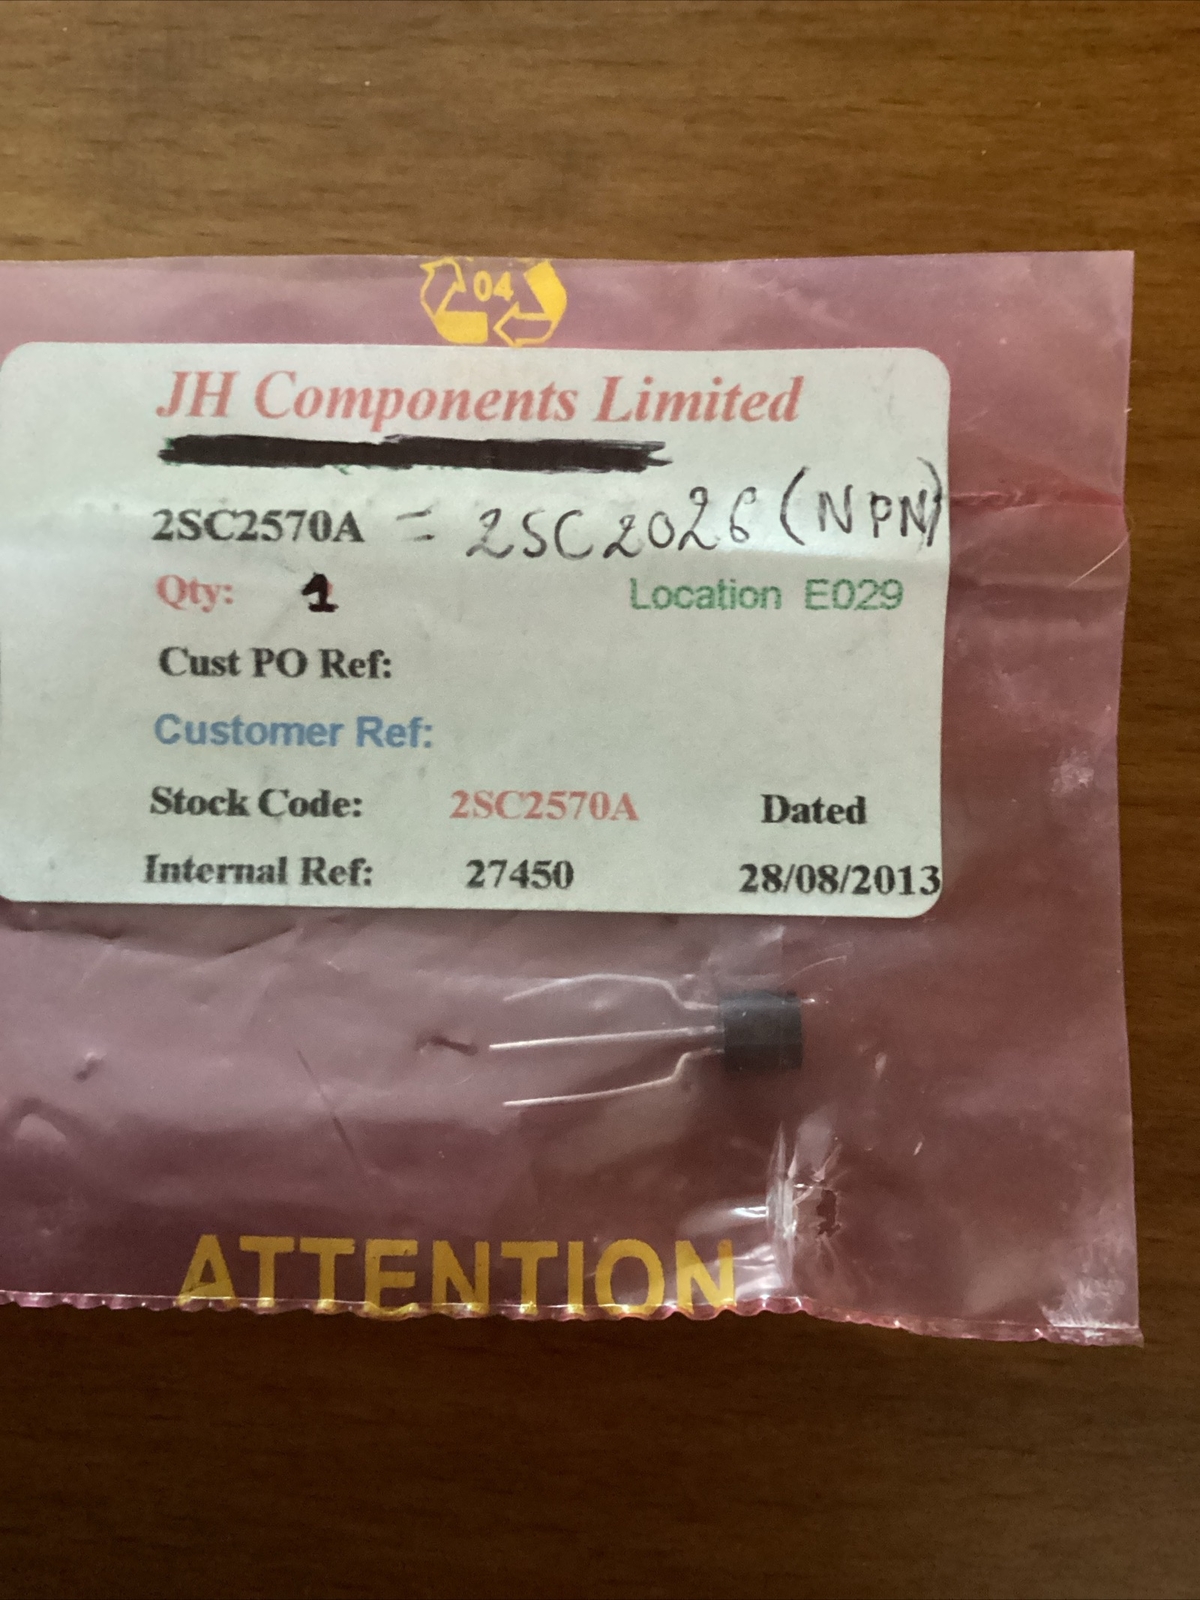 04
JH Components Limited
2SC2570A = 2SC2026 (NPN)
Qty: 1 Location E029
Cust PO Ref:
Customer Ref:
Stock Code: 2SC2570A Dated
Internal Ref: 27450 28/08/2013
ATTENTION